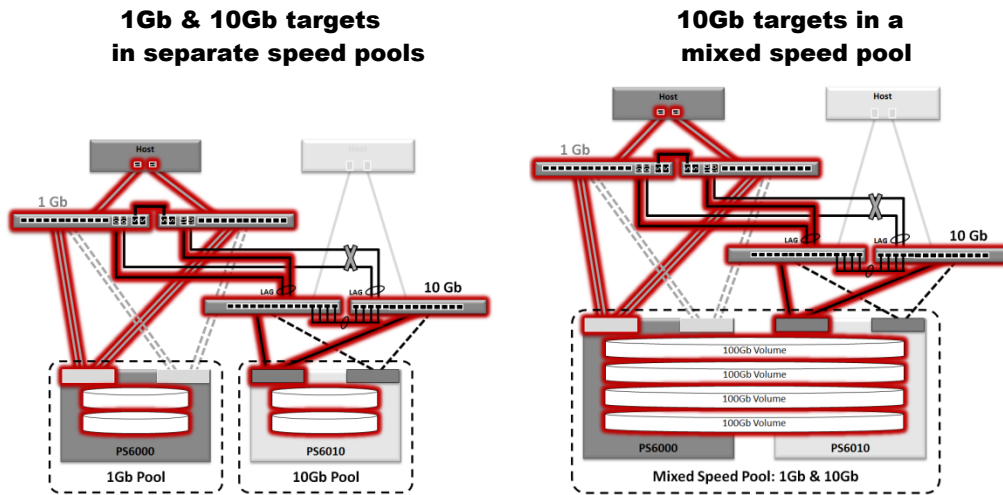 1Gb & 10Gb targets
in separate speed pools
Host
Host
1 Gb
LAG
LAG
10 Gb
PS6000
PS6010
1Gb Pool
10Gb Pool
10Gb targets in a
mixed speed pool
Host
Host
1 Gb
LAG
LAG
10 Gb
100Gb Volume
100Gb Volume
100Gb Volume
100Gb Volume
PS6000
PS6010
Mixed Speed Pool: 1Gb & 10Gb